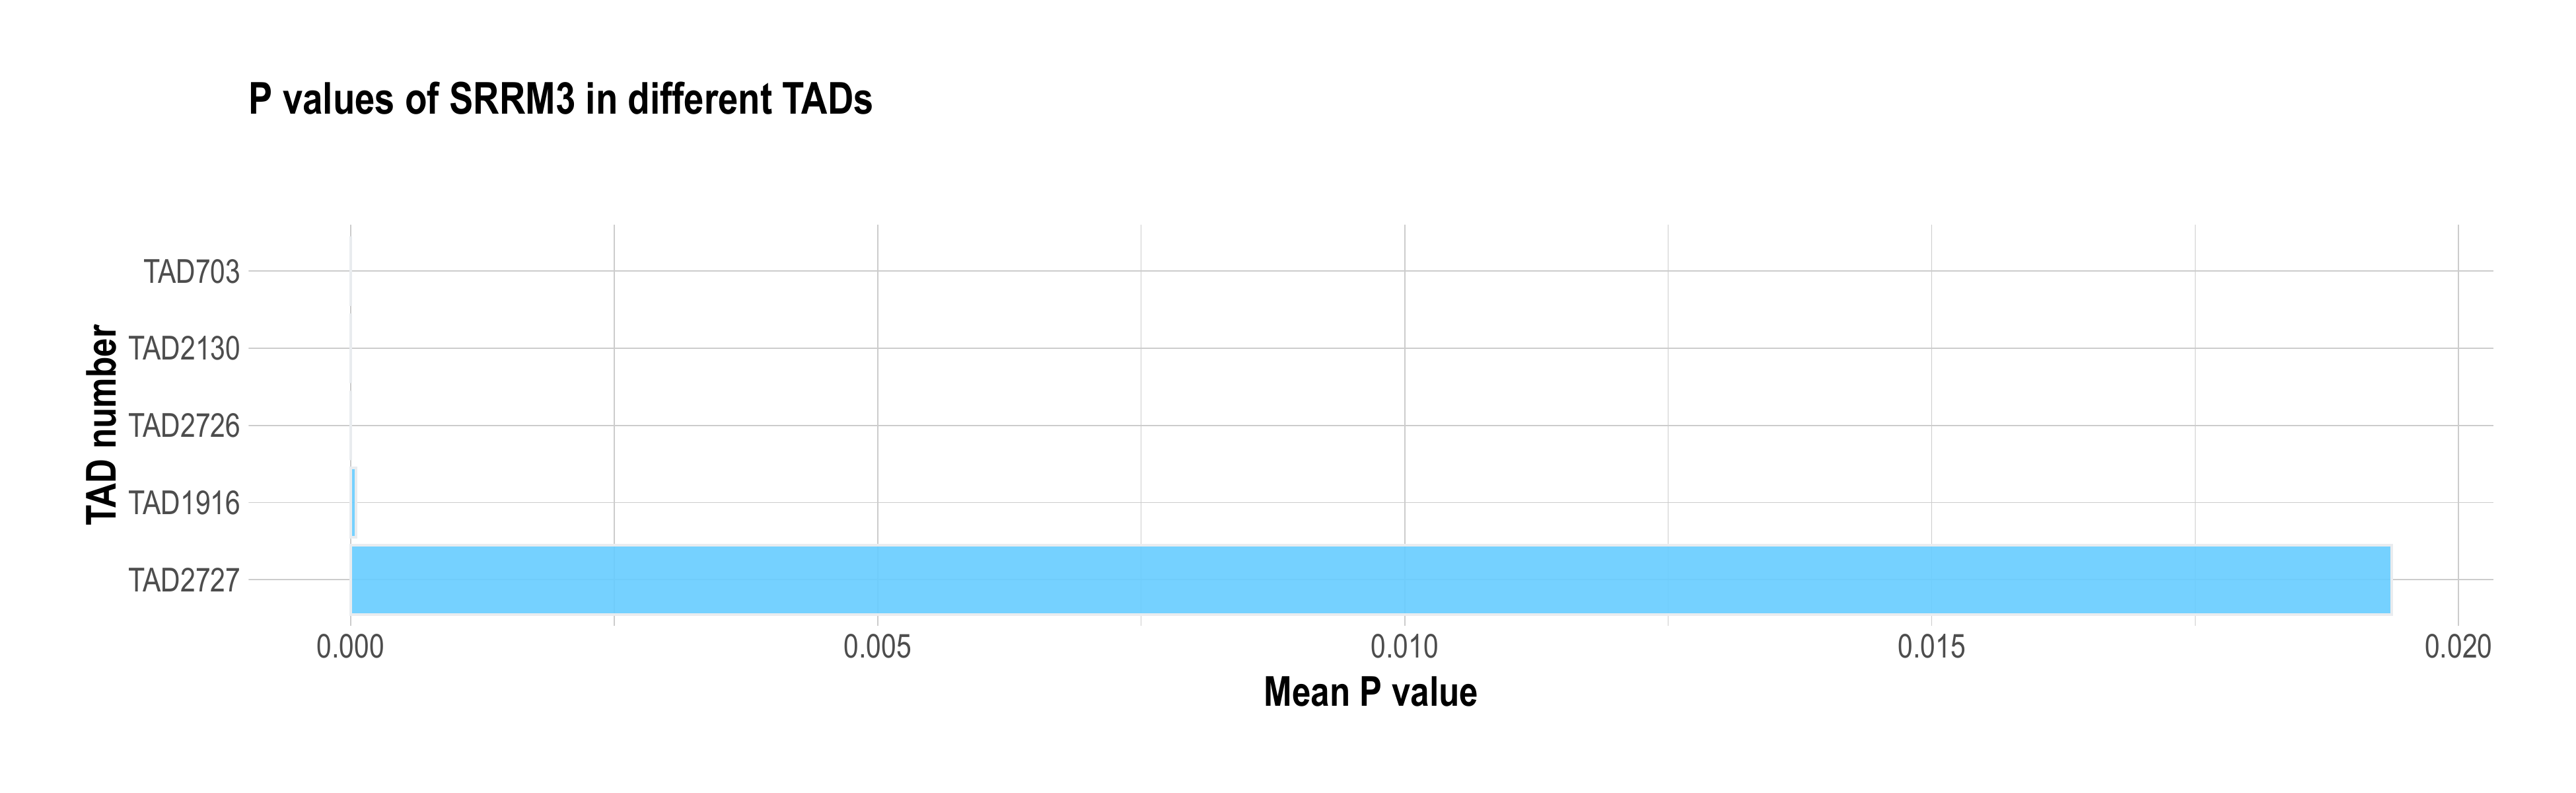 P values of SRRM3 in different TADs
TAD number
TAD703
TAD2130
TAD2726
TAD1916
TAD2727
0.000 0.005 0.010 0.015 0.020
Mean P value